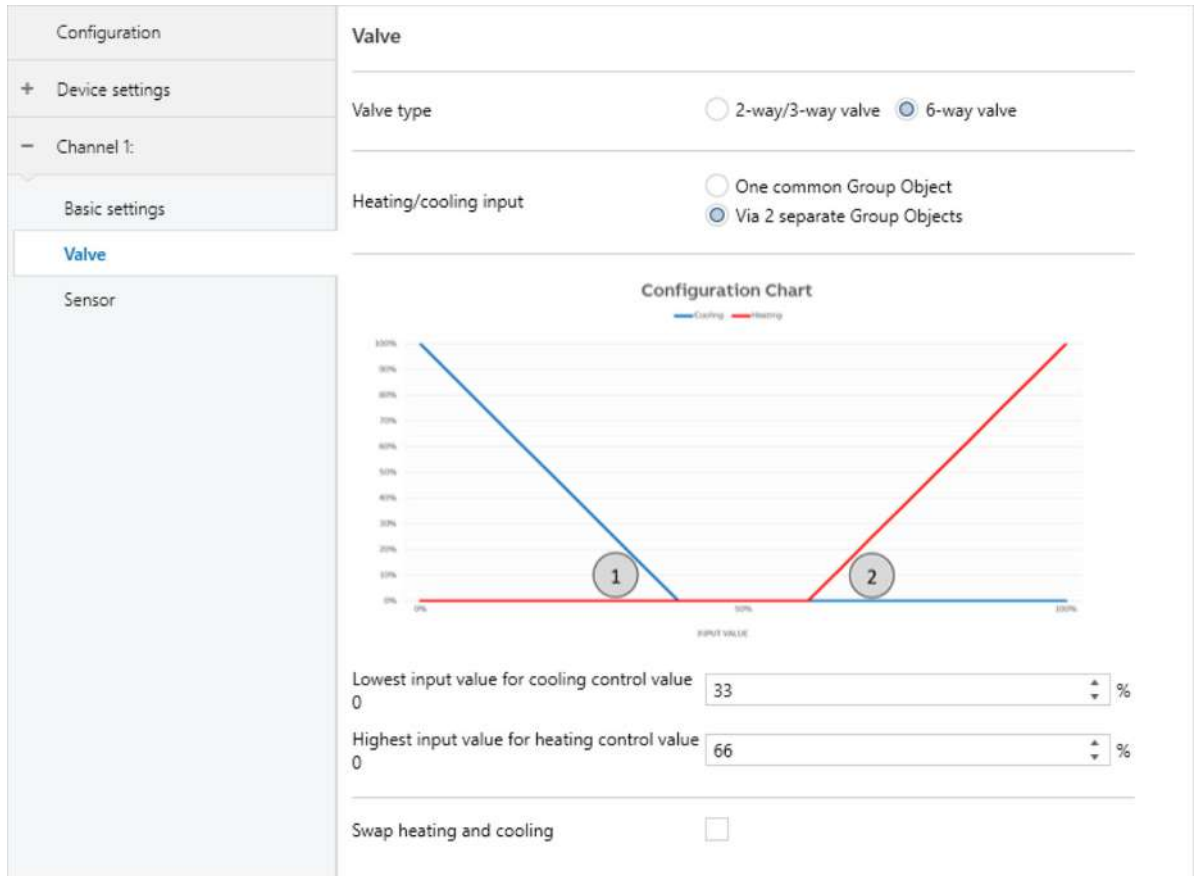 Configuration
+ Device settings
− Channel 1:
Basic settings
Valve
Sensor
Valve
Valve type
2-way/3-way valve
6-way valve
Heating/cooling input
One common Group Object
Via 2 separate Group Objects
Configuration Chart
Cooling Heating
100%
90%
80%
70%
60%
50%
40%
30%
20%
10%
0%
1
2
0% 50% 100%
INPUT VALUE
Lowest input value for cooling control value
0
33 %
Highest input value for heating control value
0
66 %
Swap heating and cooling